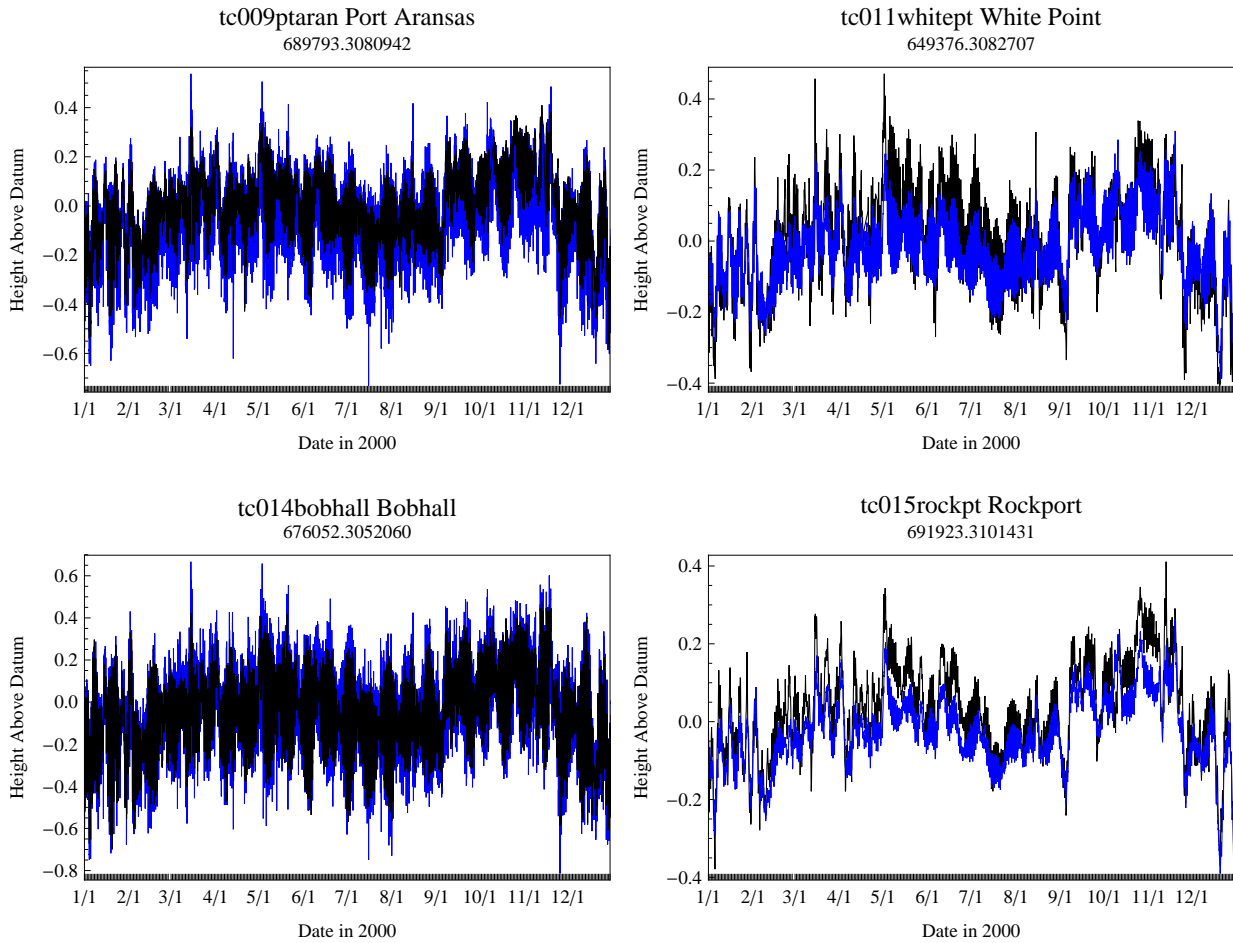 tc009ptaran Port Aransas
689793.3080942
0.4
0.2
0.0
−0.2
−0.4
−0.6
Height Above Datum
1/1 2/1 3/1 4/1 5/1 6/1 7/1 8/1 9/1 10/1 11/1 12/1
Date in 2000
tc011whitept White Point
649376.3082707
0.4
0.2
0.0
−0.2
−0.4
Height Above Datum
1/1 2/1 3/1 4/1 5/1 6/1 7/1 8/1 9/1 10/1 11/1 12/1
Date in 2000
tc014bobhall Bobhall
676052.3052060
0.6
0.4
0.2
0.0
−0.2
−0.4
−0.6
−0.8
Height Above Datum
1/1 2/1 3/1 4/1 5/1 6/1 7/1 8/1 9/1 10/1 11/1 12/1
Date in 2000
tc015rockpt Rockport
691923.3101431
0.4
0.2
0.0
−0.2
−0.4
Height Above Datum
1/1 2/1 3/1 4/1 5/1 6/1 7/1 8/1 9/1 10/1 11/1 12/1
Date in 2000